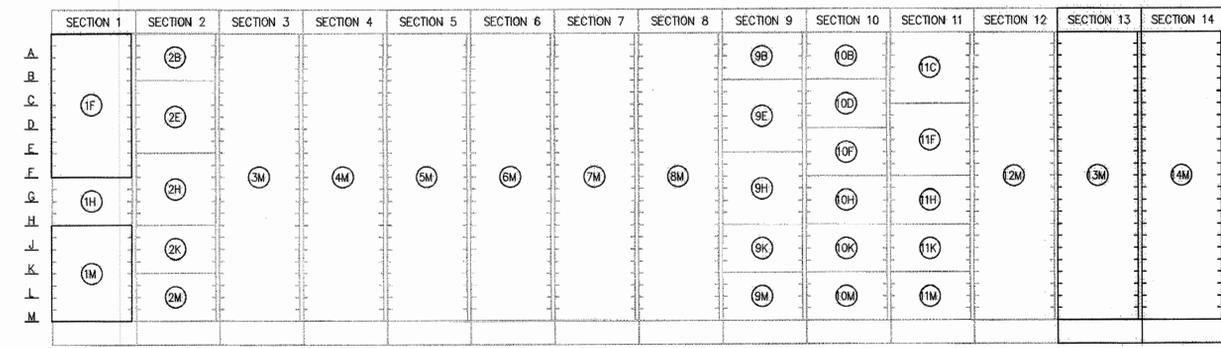 SECTION 1 SECTION 2 SECTION 3 SECTION 4 SECTION 5 SECTION 6 SECTION 7 SECTION 8 SECTION 9 SECTION 10 SECTION 11 SECTION 12 SECTION 13 SECTION 14
A 2B 9B 10B
B 11C
C 1F 10D
D 2E 9E
E 10F 11F
F 3M 4M 5M 6M 7M 8M 12M 13M 14M
G 1H 2H 9H 10H 11H
H
J 2K 9K 10K 11K
K 1M
L 2M 9M 10M 11M
M